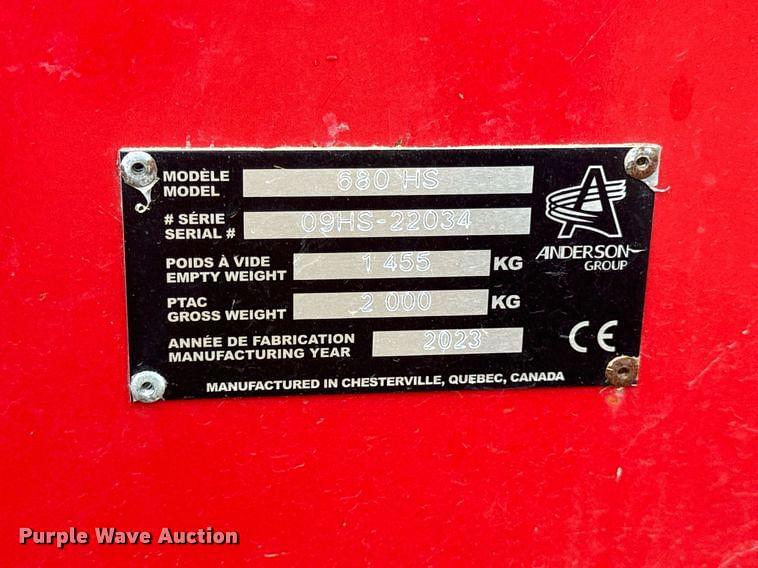 MODÈLE
MODEL
680 HS
# SÉRIE
SERIAL #
09HS-22034
POIDS À VIDE
EMPTY WEIGHT
1 455 KG
PTAC
GROSS WEIGHT
2 000 KG
ANNÉE DE FABRICATION
MANUFACTURING YEAR
2023
ANDERSON
GROUP
CE
MANUFACTURED IN CHESTERVILLE, QUEBEC, CANADA
Purple Wave Auction